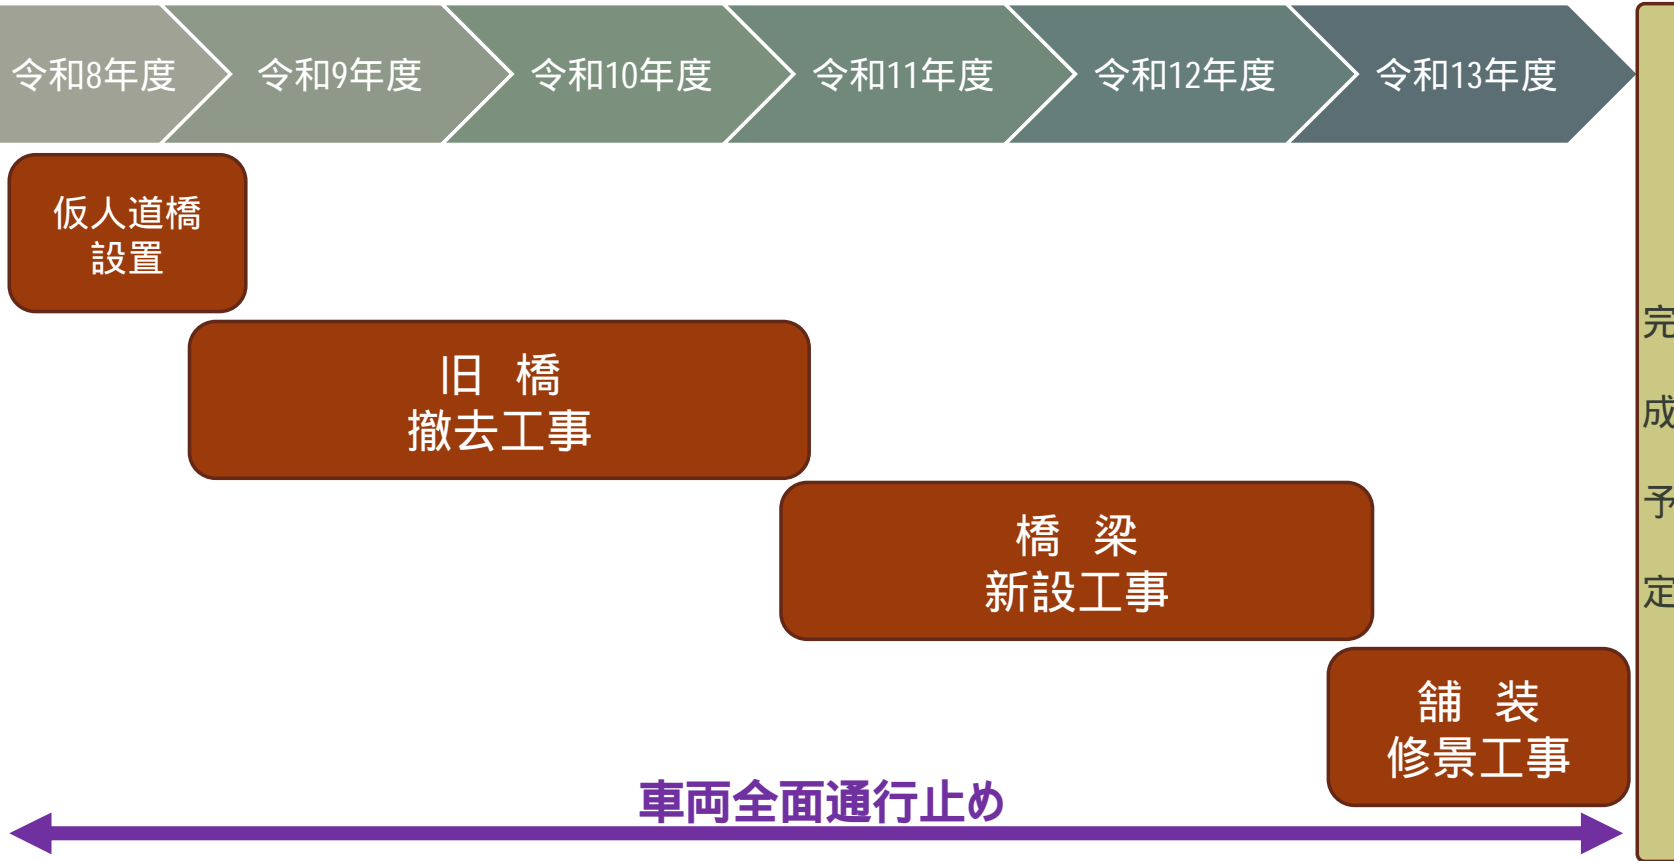 令和8年度
令和9年度
令和10年度
令和11年度
令和12年度
令和13年度
仮人道橋
設置
旧 橋
撤去工事
橋 梁
新設工事
舗 装
修景工事
車両全面通行止め
完
成
予
定